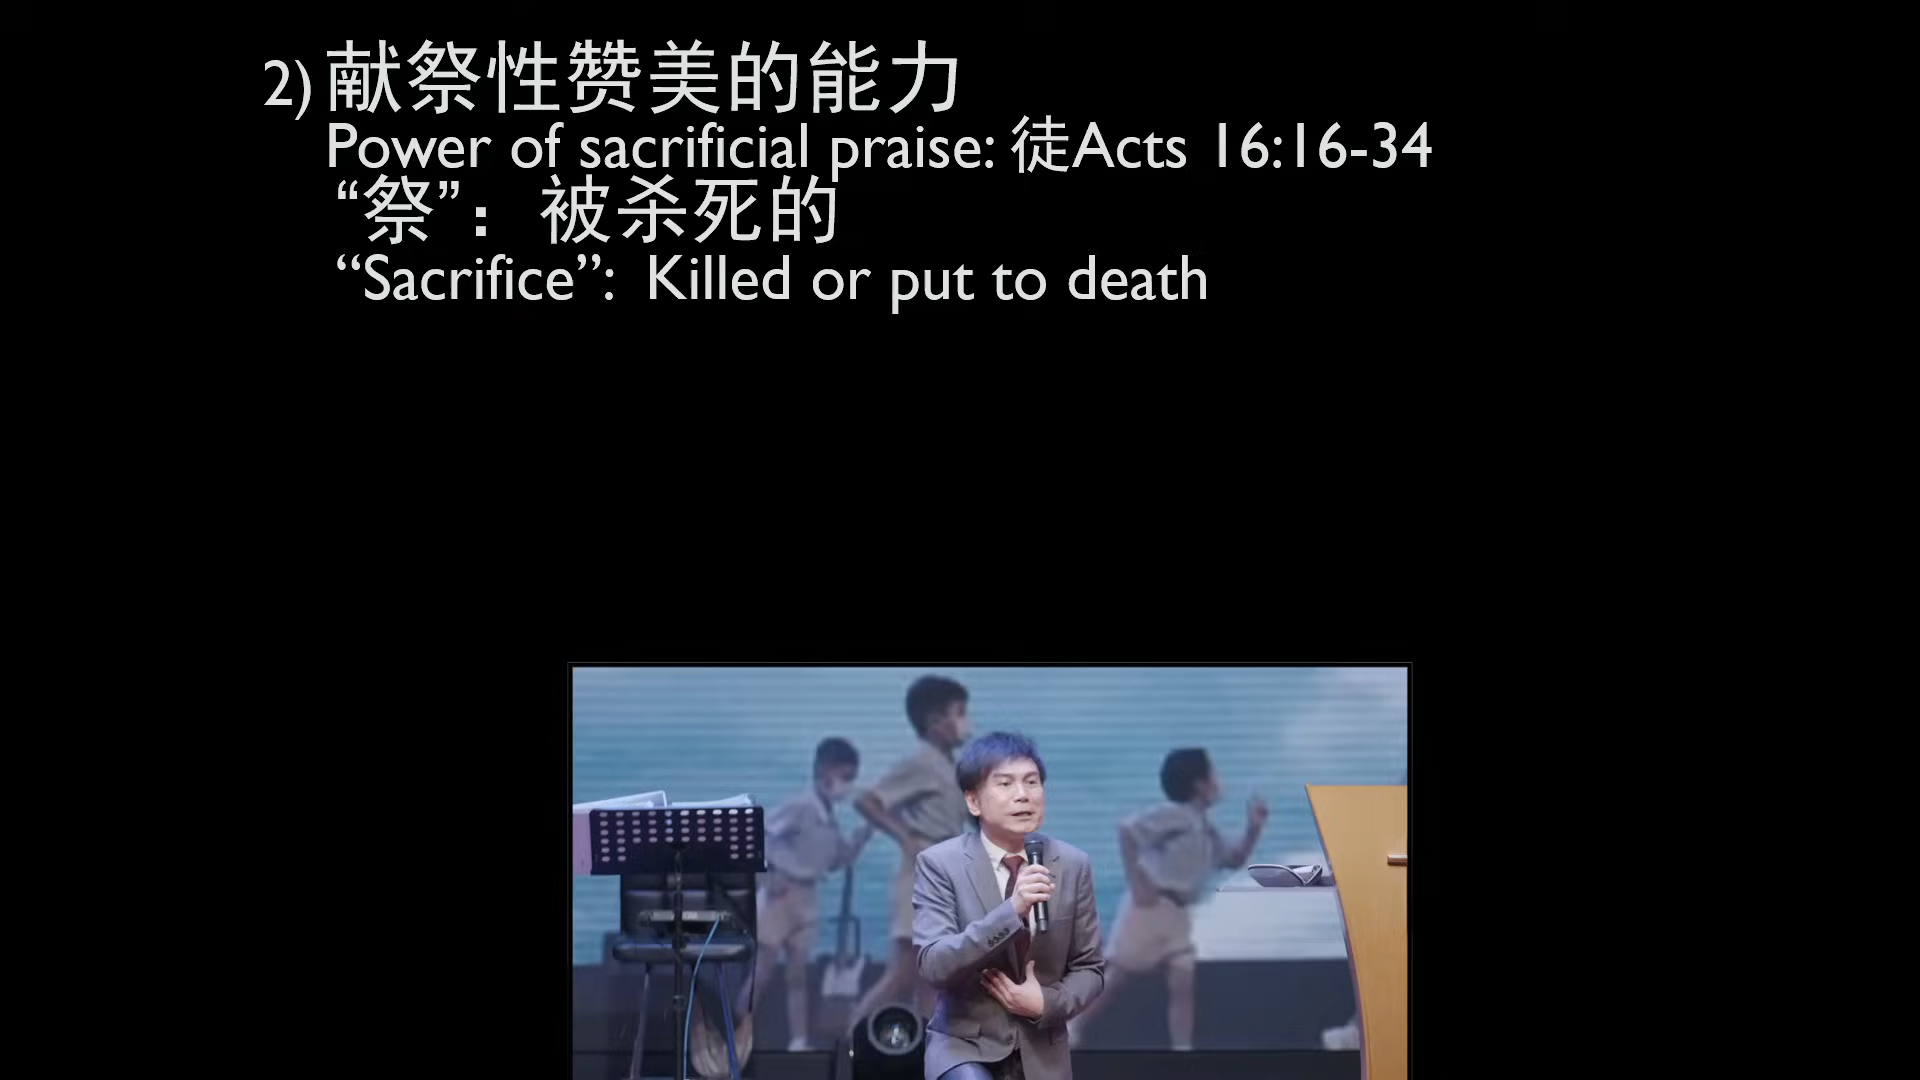 2) 献祭性赞美的能力
Power of sacrificial praise: 徒Acts 16:16-34
“祭”： 被杀死的
“Sacrifice”: Killed or put to death